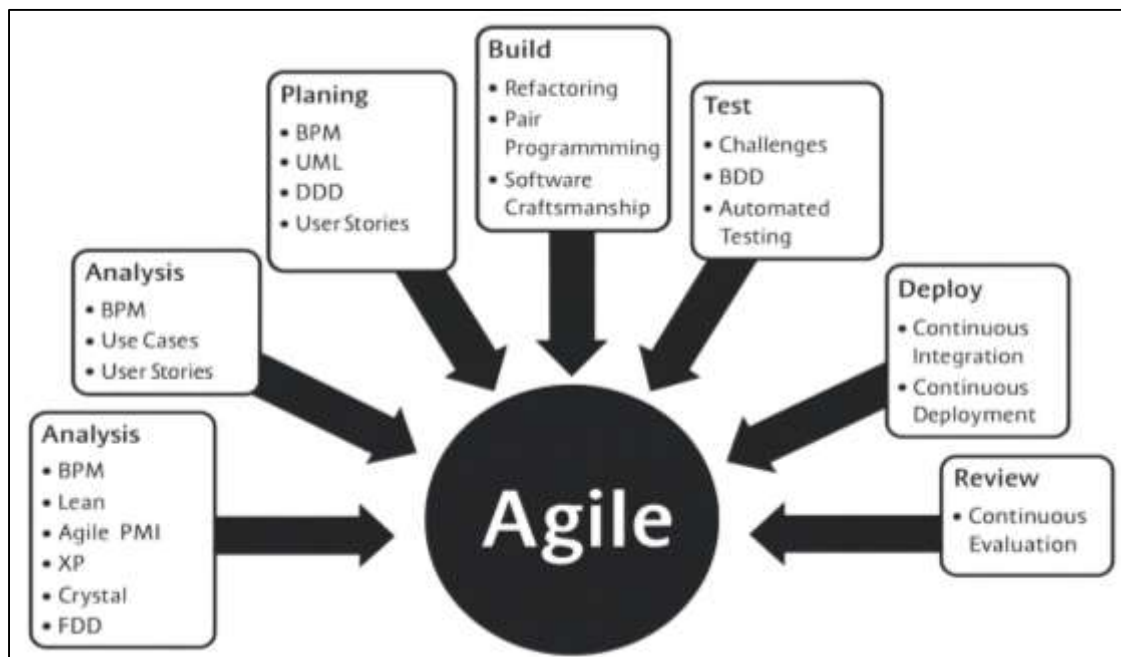 Build
• Refactoring
• Pair
Programmming
• Software
Craftsmanship
Planing
• BPM
• UML
• DDD
• User Stories
Test
• Challenges
• BDD
• Automated
Testing
Analysis
• BPM
• Use Cases
• User Stories
Deploy
• Continuous
Integration
• Continuous
Deployment
Analysis
• BPM
• Lean
• Agile PMI
• XP
• Crystal
• FDD
Review
• Continuous
Evaluation
Agile